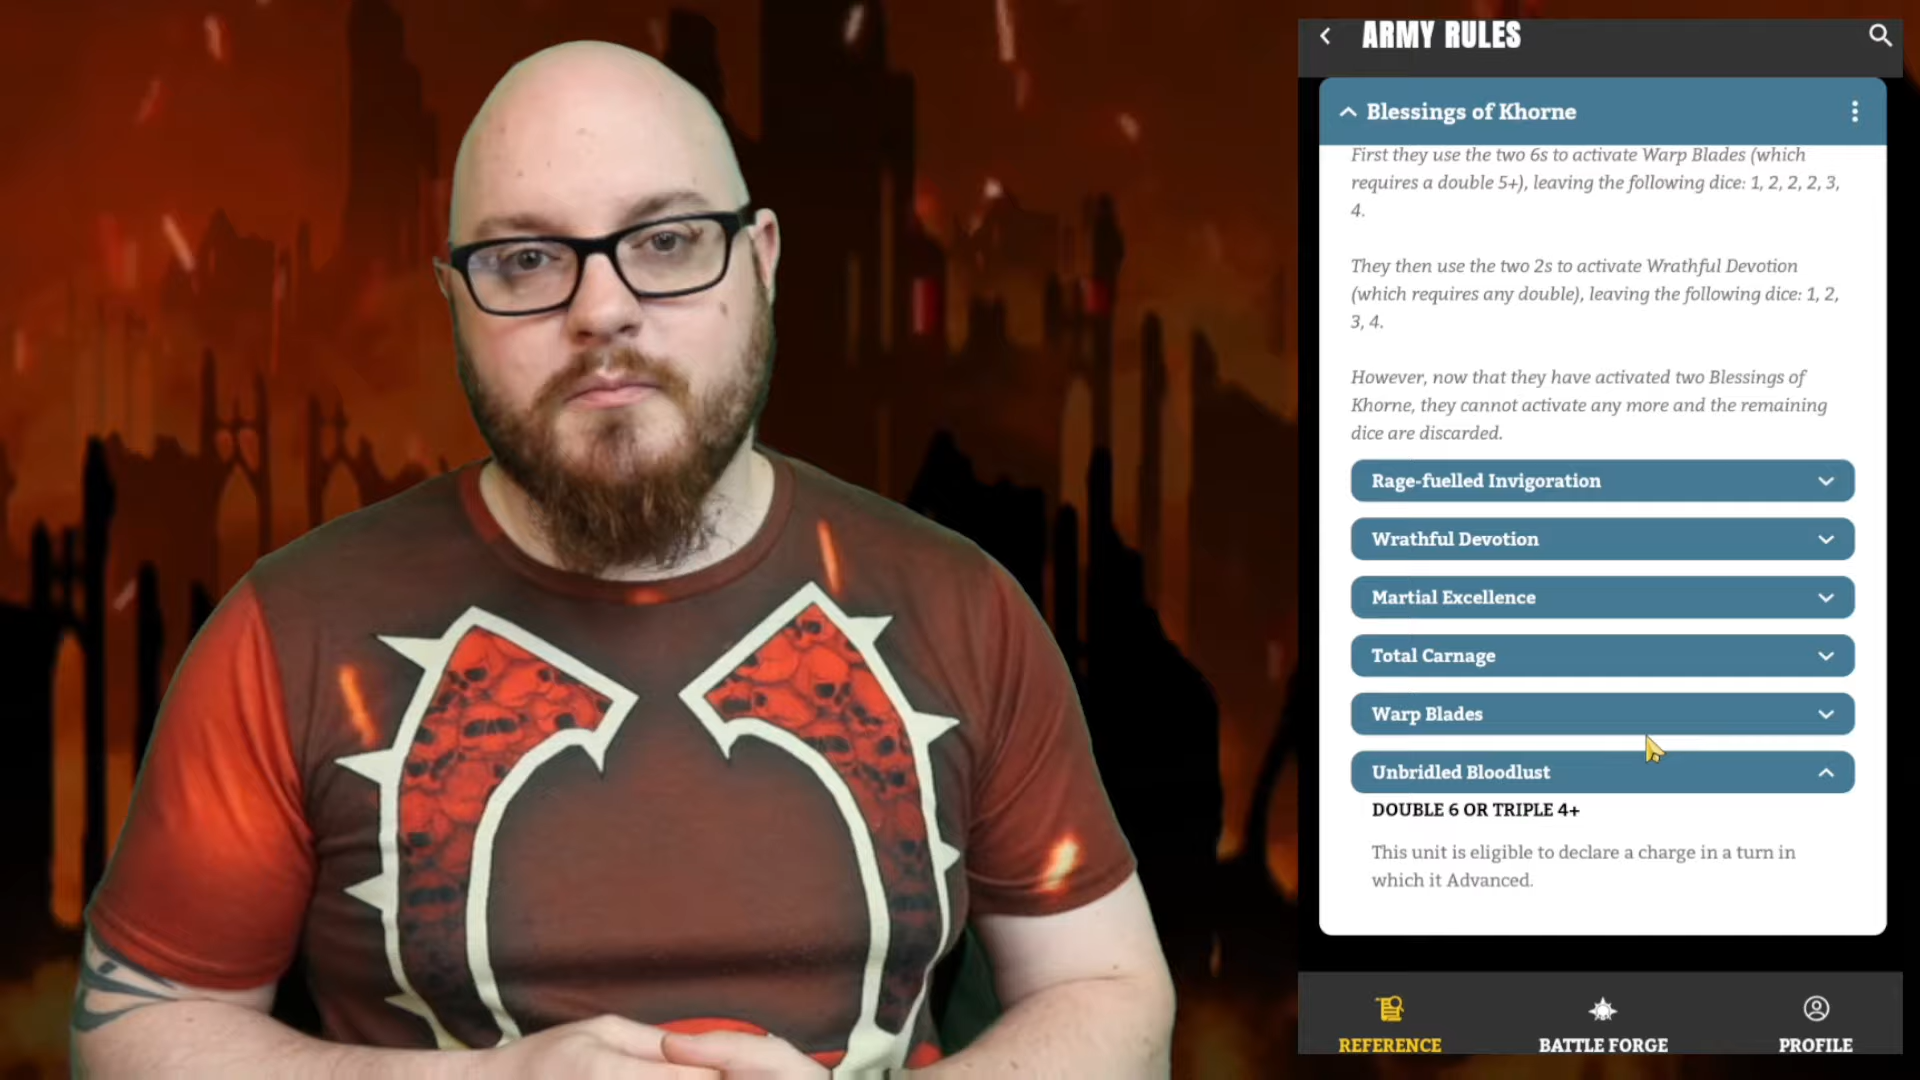 ARMY RULES
Blessings of Khorne
First they use the two 6s to activate Warp Blades (which
requires a double 5+), leaving the following dice: 1, 2, 2, 2, 3,
4.
They then use the two 2s to activate Wrathful Devotion
(which requires any double), leaving the following dice: 1, 2,
3, 4.
However, now that they have activated two Blessings of
Khorne, they cannot activate any more and the remaining
dice are discarded.
Rage-fuelled Invigoration
Wrathful Devotion
Martial Excellence
Total Carnage
Warp Blades
Unbridled Bloodlust
DOUBLE 6 OR TRIPLE 4+
This unit is eligible to declare a charge in a turn in
which it Advanced.
REFERENCE
BATTLE FORGE
PROFILE